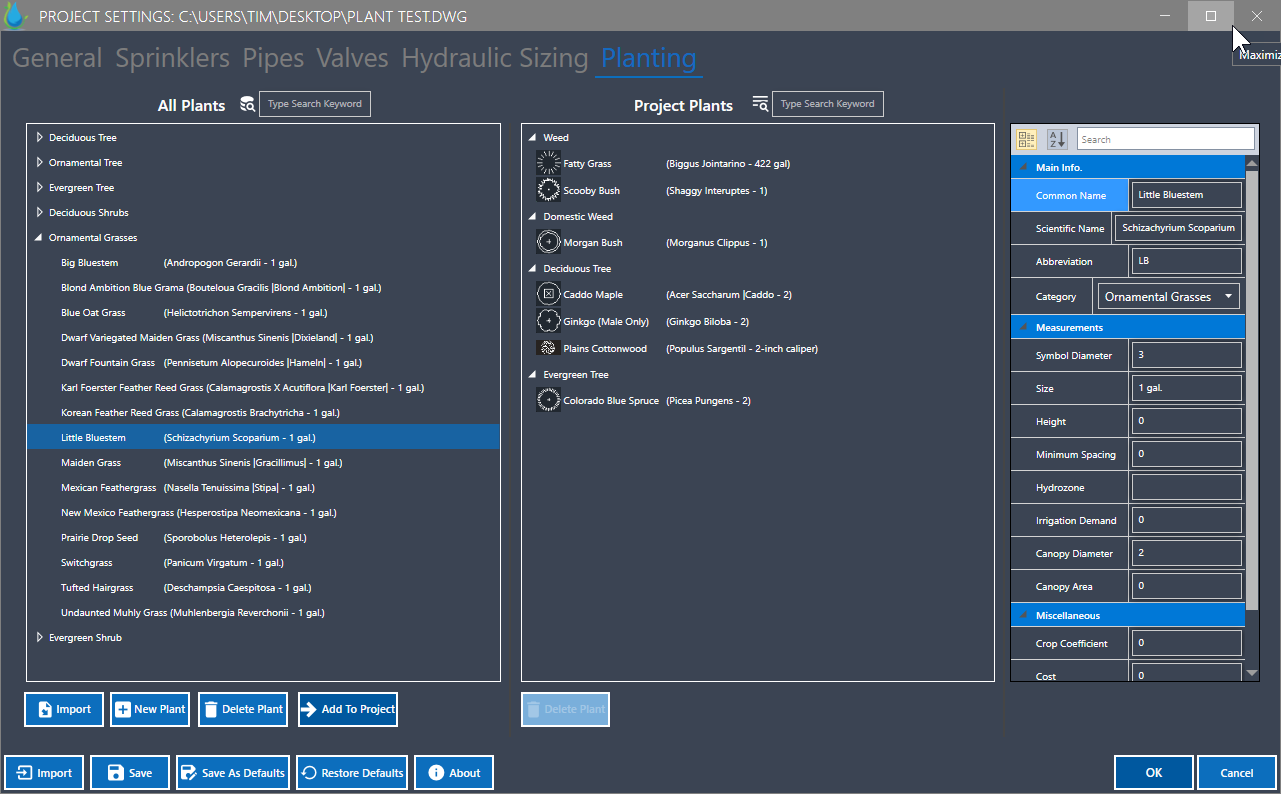 PROJECT SETTINGS: C:\USERS\TIM\DESKTOP\PLANT TEST.DWG
Maximiz
General Sprinklers Pipes Valves Hydraulic Sizing Planting
All Plants Type Search Keyword
Deciduous Tree
Ornamental Tree
Evergreen Tree
Deciduous Shrubs
Ornamental Grasses
Big Bluestem (Andropogon Gerardii - 1 gal.)
Blond Ambition Blue Grama (Bouteloua Gracilis |Blond Ambition| - 1 gal.)
Blue Oat Grass (Helictotrichon Sempervirens - 1 gal.)
Dwarf Variegated Maiden Grass (Miscanthus Sinenis |Dixieland| - 1 gal.)
Dwarf Fountain Grass (Pennisetum Alopecuroides |Hameln| - 1 gal.)
Karl Foerster Feather Reed Grass (Calamagrostis X Acutiflora |Karl Foerster| - 1 gal.)
Korean Feather Reed Grass (Calamagrostis Brachytricha - 1 gal.)
Little Bluestem (Schizachyrium Scoparium - 1 gal.)
Maiden Grass (Miscanthus Sinenis |Gracillimus| - 1 gal.)
Mexican Feathergrass (Nasella Tenuissima |Stipa| - 1 gal.)
New Mexico Feathergrass (Hesperostipa Neomexicana - 1 gal.)
Prairie Drop Seed (Sporobolus Heterolepis - 1 gal.)
Switchgrass (Panicum Virgatum - 1 gal.)
Tufted Hairgrass (Deschampsia Caespitosa - 1 gal.)
Undaunted Muhly Grass (Muhlenbergia Reverchonii - 1 gal.)
Evergreen Shrub
Import New Plant Delete Plant Add To Project
Project Plants Type Search Keyword
Weed
Fatty Grass (Biggus Jointarino - 422 gal)
Scooby Bush (Shaggy Interuptes - 1)
Domestic Weed
Morgan Bush (Morganus Clippus - 1)
Deciduous Tree
Caddo Maple (Acer Saccharum |Caddo - 2)
Ginkgo (Male Only) (Ginkgo Biloba - 2)
Plains Cottonwood (Populus Sargentil - 2-inch caliper)
Evergreen Tree
Colorado Blue Spruce (Picea Pungens - 2)
Delete Plant
A Z Search
Main Info.
Common Name Little Bluestem
Scientific Name Schizachyrium Scoparium
Abbreviation LB
Category Ornamental Grasses
Measurements
Symbol Diameter 3
Size 1 gal.
Height 0
Minimum Spacing 0
Hydrozone
Irrigation Demand 0
Canopy Diameter 2
Canopy Area 0
Miscellaneous
Crop Coefficient 0
Cost 0
Import Save Save As Defaults Restore Defaults About OK Cancel